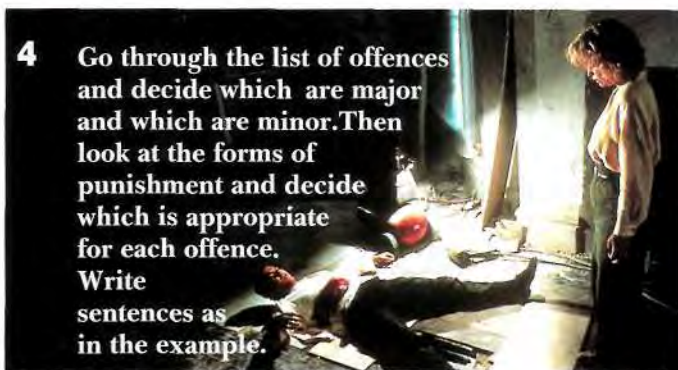 4 Go through the list of offences
and decide which are major
and which are minor.Then
look at the forms of
punishment and decide
which is appropriate
for each offence.
Write
sentences as
in the example.